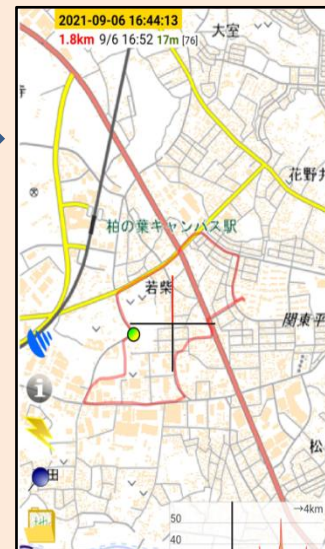 2021-09-06 16:44:13
1.8km 9/6 16:52 17m [76]
大室
花野井
柏の葉キャンパス駅
若柴
関東平
松
田
→4km
50
40